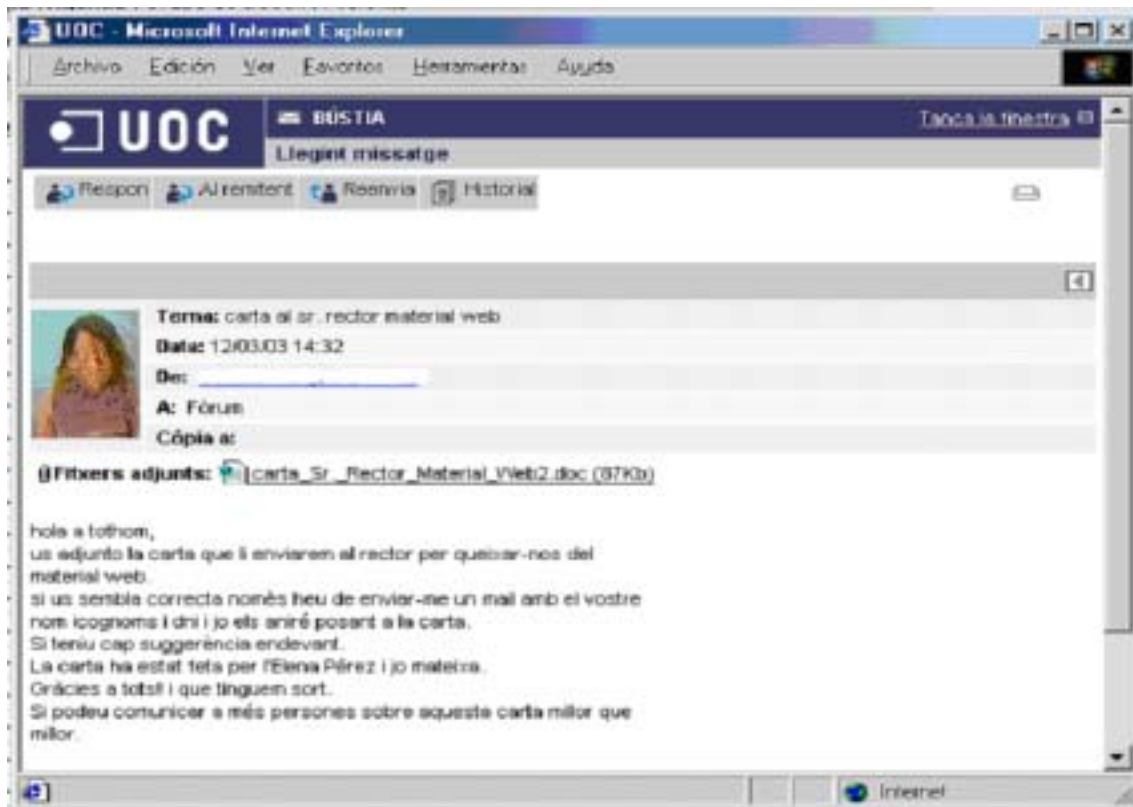 UOC - Microsoft Internet Explorer
Archivo Edición Ver Favoritos Herramientas Ayuda
UOC
BÚSTIA
Tanca la finestra
Llegint missatge
Respon Al remitent Reenvia Historial
Tema: carta al sr. rector material web
Data: 12/03/03 14:32
De:
A: Fòrum
Còpia a:
Fitxers adjunts: carta_Sr._Rector_Material_Web2.doc (87Kb)
hola a tothom,
us adjunto la carta que li enviarem al rector per queixar-nos del
material web.
si us sembla correcta només heu de enviar-me un mail amb el vostre
nom icognoms i dni i jo els aniré posant a la carta.
Si teniu cap suggerència endevant.
La carta ha estat feta per l'Elena Pérez i jo mateixa.
Gràcies a tots!! i que tinguem sort.
Si podeu comunicar a més persones sobre aquesta carta millor que
millor.
Internet